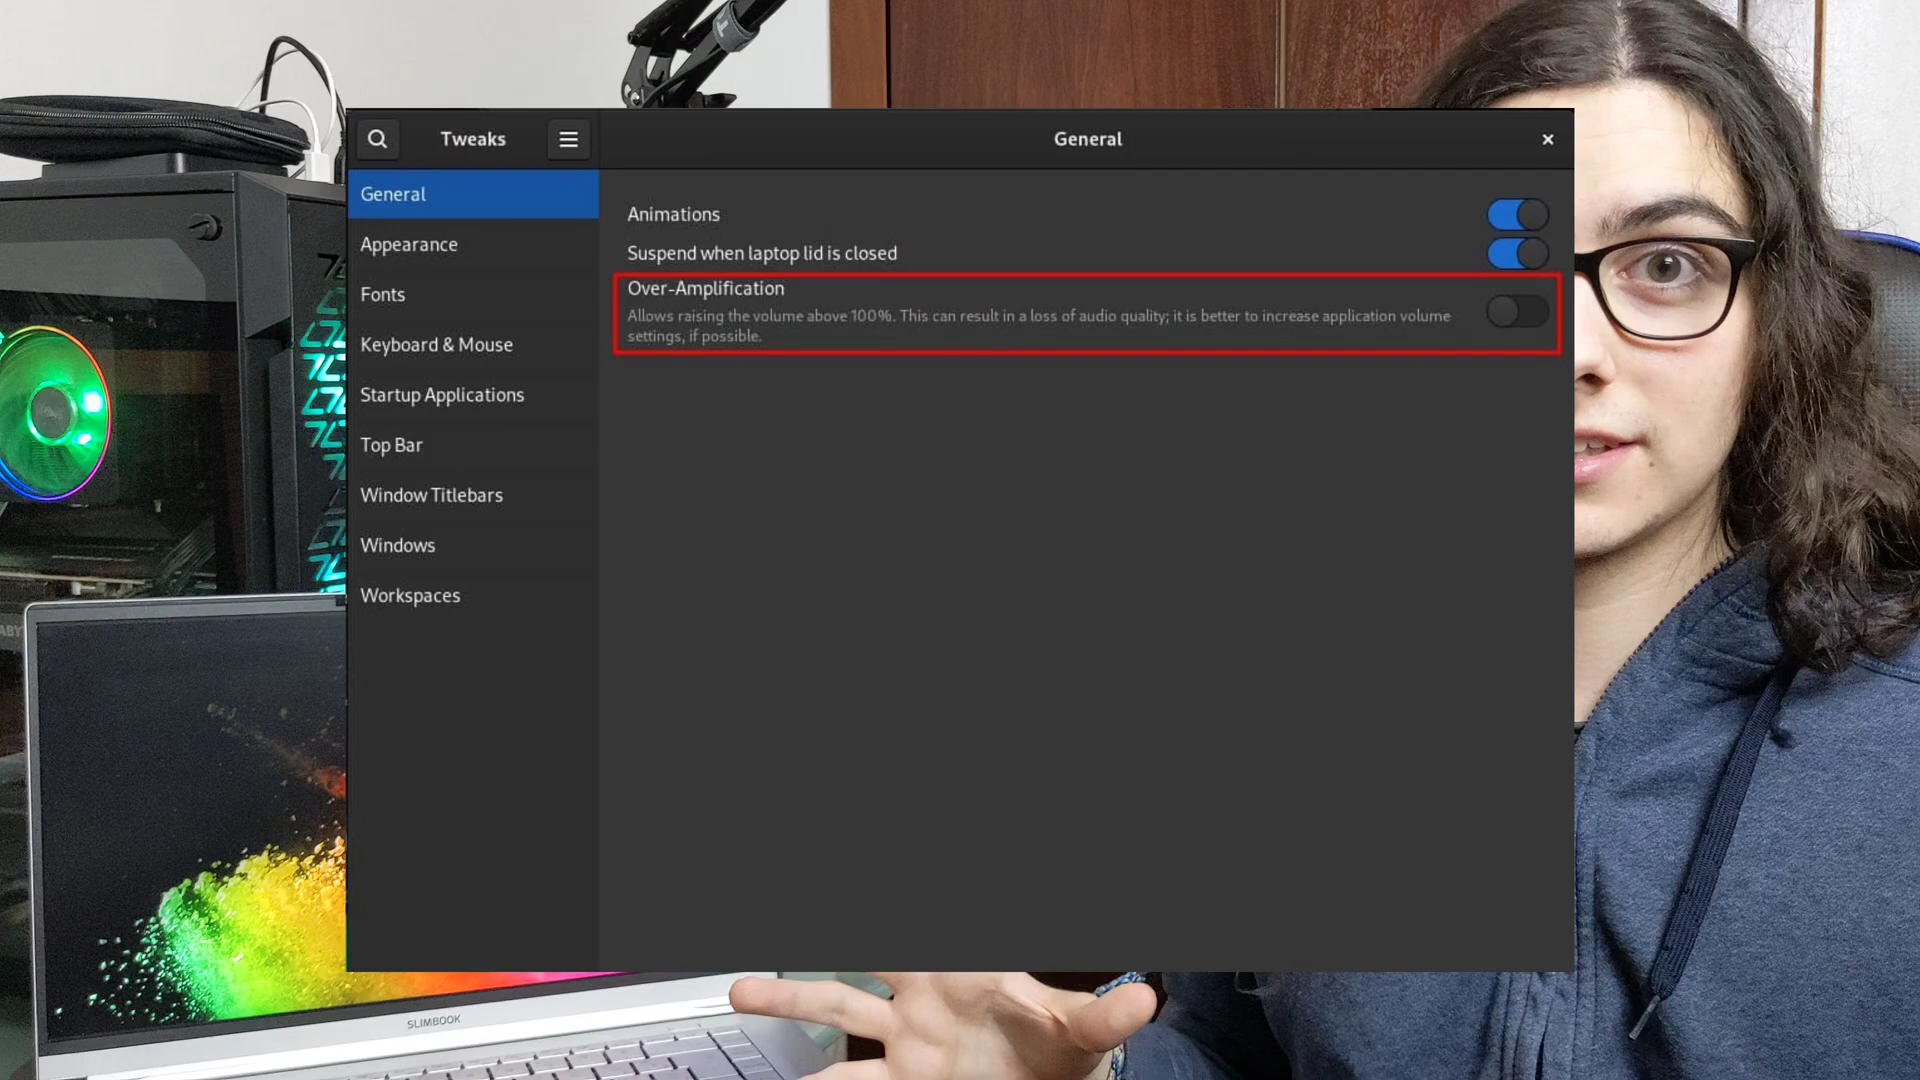 Tweaks
General
General
Appearance
Fonts
Keyboard & Mouse
Startup Applications
Top Bar
Window Titlebars
Windows
Workspaces
Animations
Suspend when laptop lid is closed
Over-Amplification
Allows raising the volume above 100%. This can result in a loss of audio quality; it is better to increase application volume
settings, if possible.
SLIMBOOK